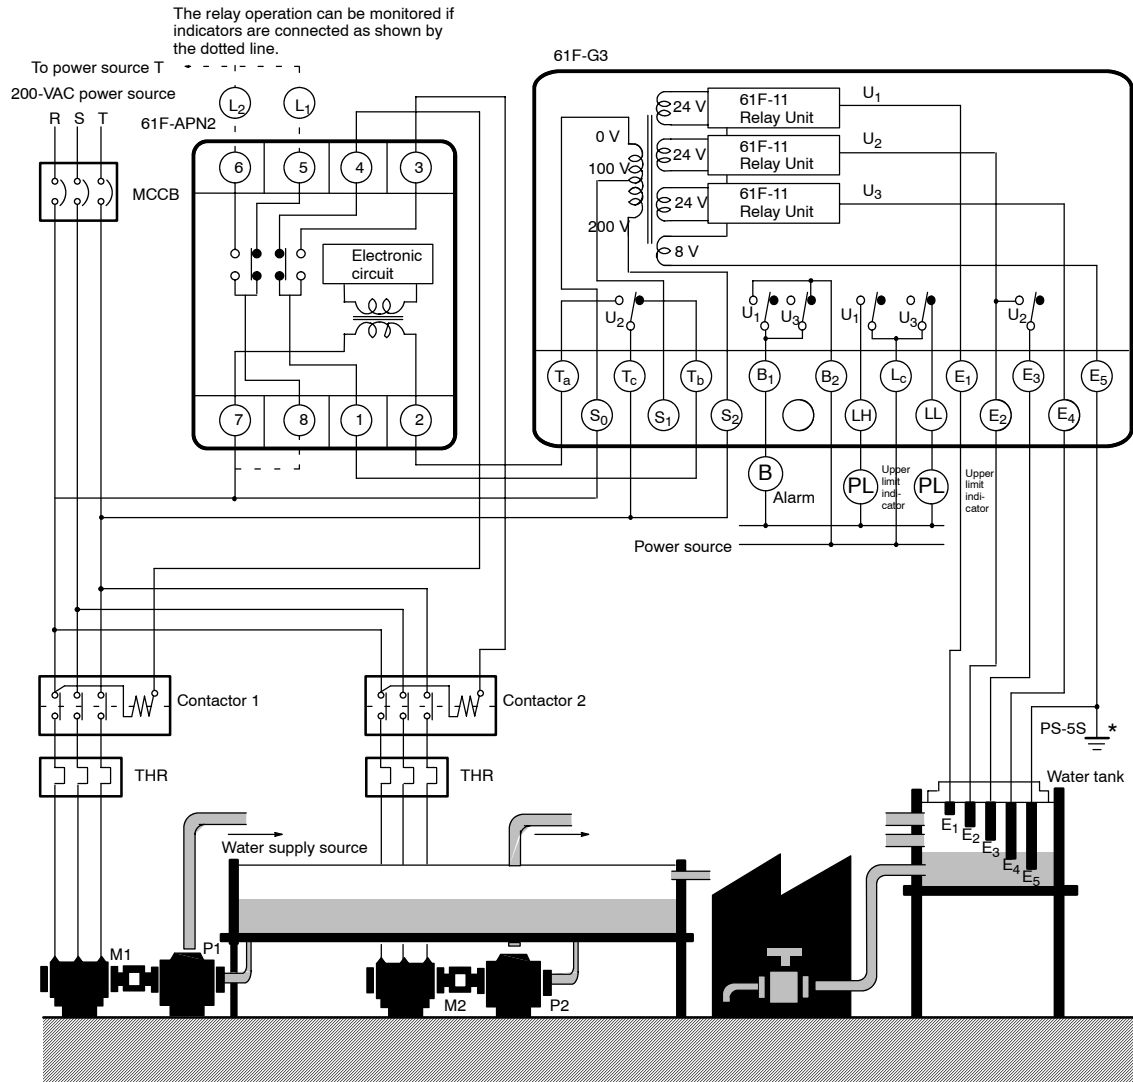 The relay operation can be monitored if
indicators are connected as shown by
the dotted line.
To power source T
200-VAC power source
R S T
L2 L1
61F-APN2
61F-G3
MCCB
6 5 4 3
Electronic
circuit
7 8 1 2
0 V
100 V
200 V
24 V
61F-11
Relay Unit
U1
24 V
61F-11
Relay Unit
U2
24 V
61F-11
Relay Unit
U3
8 V
U2 U1 U3 U1 U3 U2
Ta Tc Tb B1 B2 Lc E1 E3 E5
S0 S1 S2 LH LL E2 E4
B
Alarm
PL
Upper
limit
indi-
cator
PL
Upper
limit
indi-
cator
Power source
Contactor 1
Contactor 2
THR
THR
PS-5S *
Water tank
E1
E2
E3
E4
E5
Water supply source
M1
P1
M2
P2